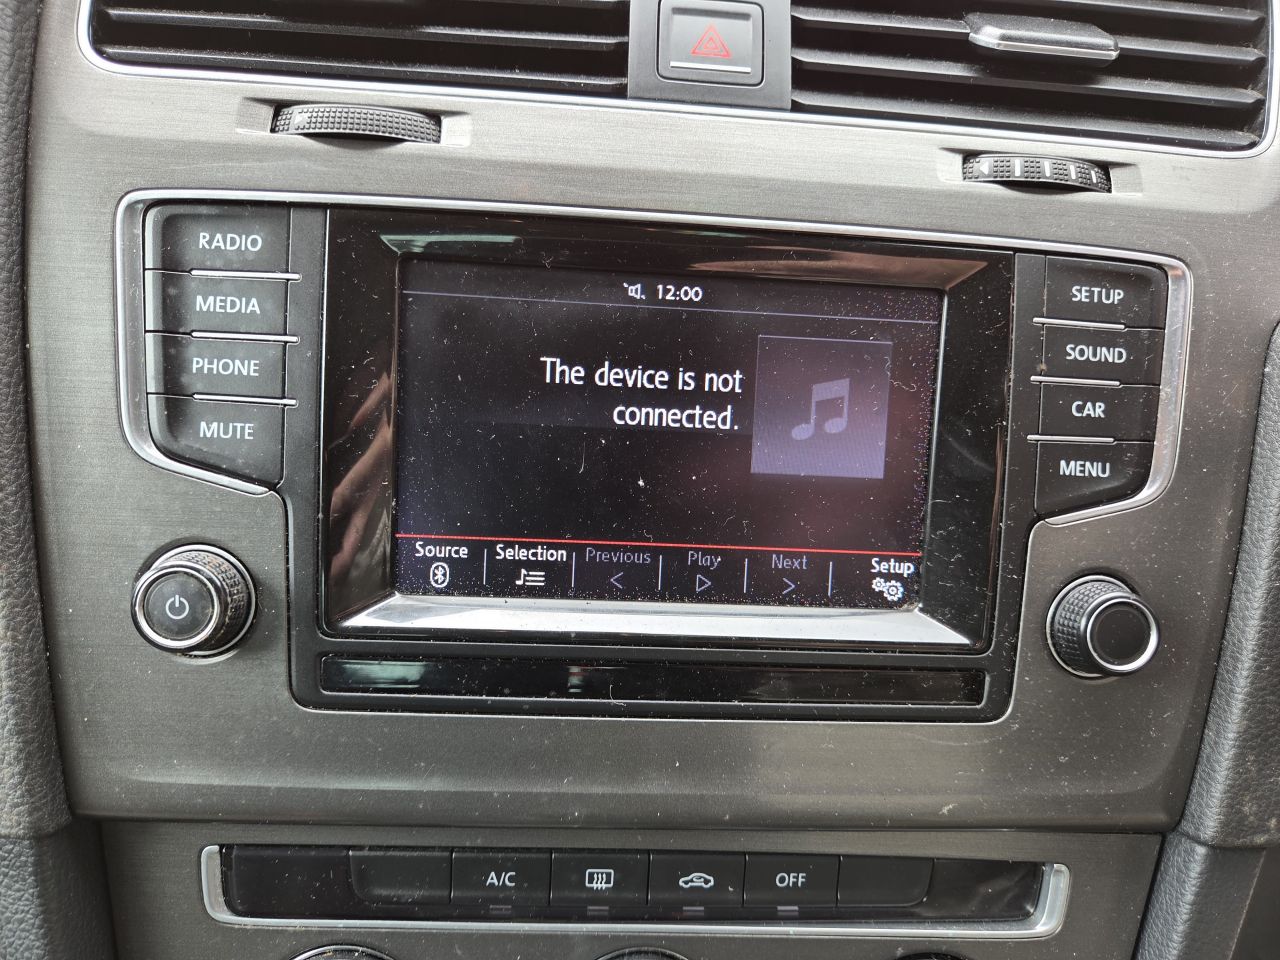 RADIO
MEDIA
PHONE
MUTE
12:00
The device is not
connected.
Source
Selection
Previous
Play
Next
Setup
SETUP
SOUND
CAR
MENU
A/C
OFF